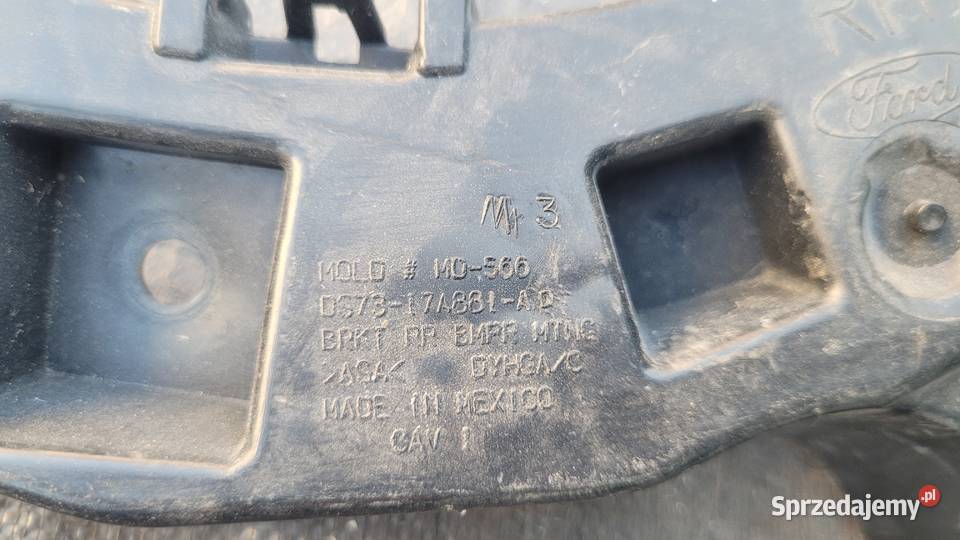 Ford
3
MOLD # MD-566
DS73-17A881-AD
BRKT RR BMPR MTNG
>ASA< DYHGA/C
MADE IN MEXICO
CAV 1
Sprzedajemy.pl